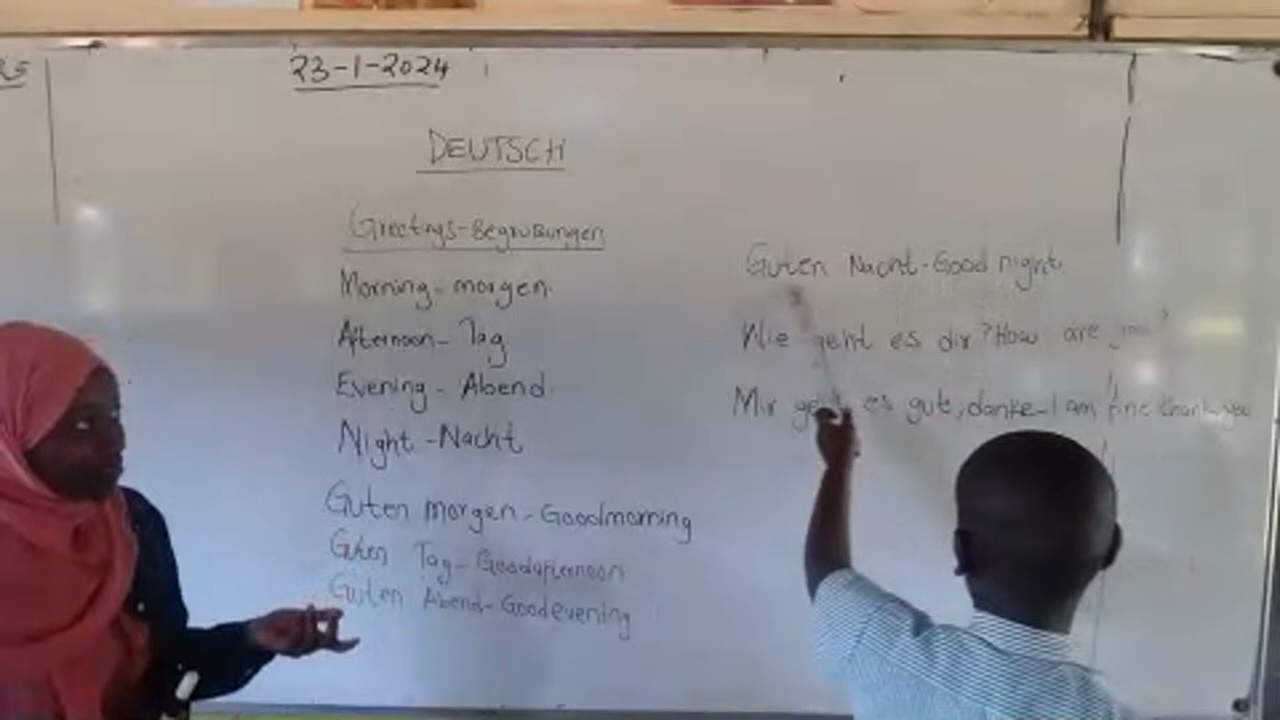 23-1-2024
DEUTSCH
Greetings-Begrußungen
Morning-morgen
Afternoon-Tag
Evening-Abend
Night-Nacht
Guten morgen-Goodmorning
Guten Tag-Goodafternoon
Guten Abend-Goodevening
Guten Nacht-Good night
Wie geht es dir? How are you?
Mir geht es gut, danke-I am fine thank you